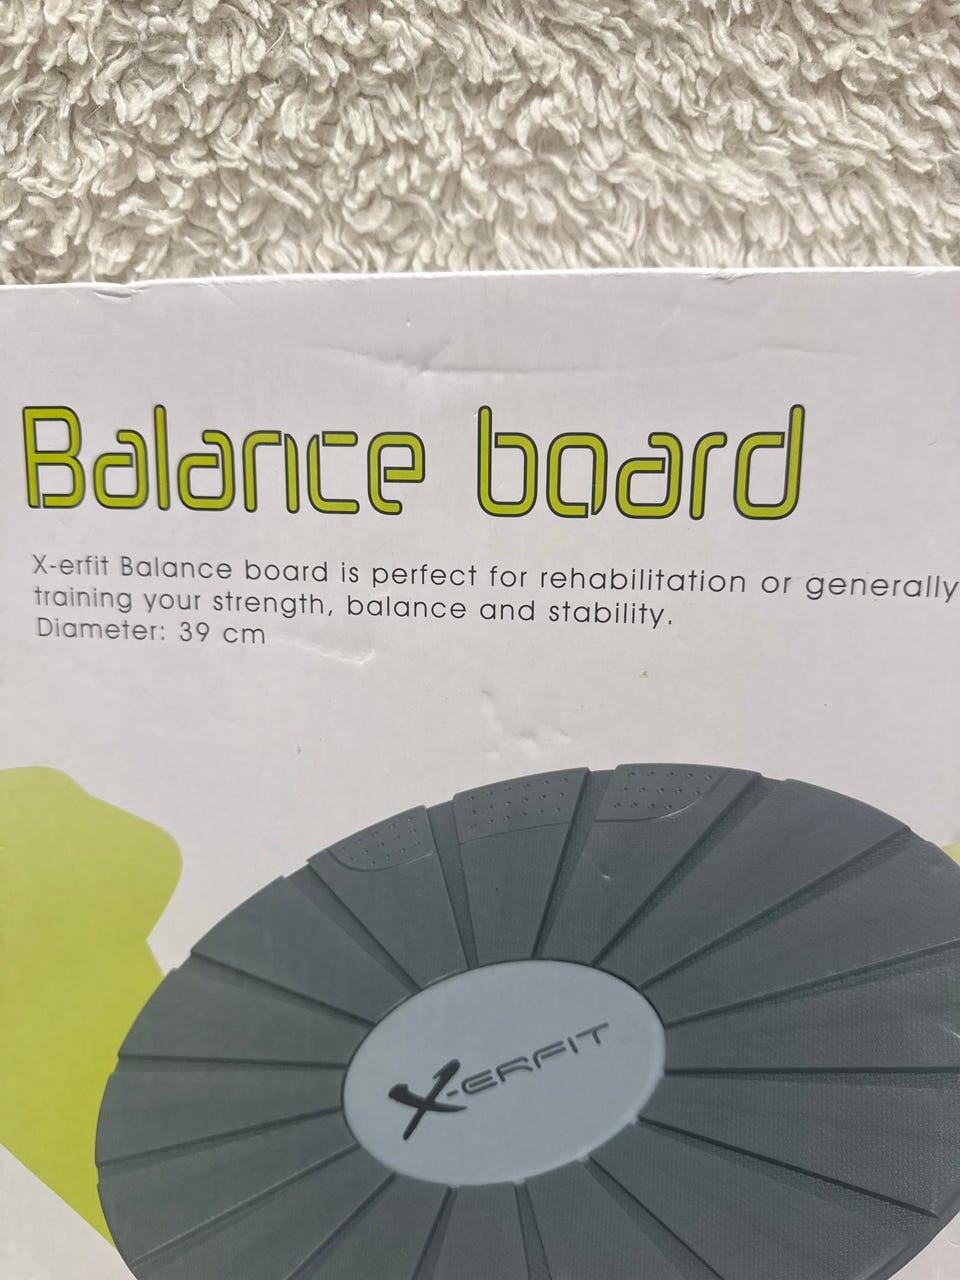 Balance board
X-erfit Balance board is perfect for rehabilitation or generally
training your strength, balance and stability.
Diameter: 39 cm
X-ERFIT